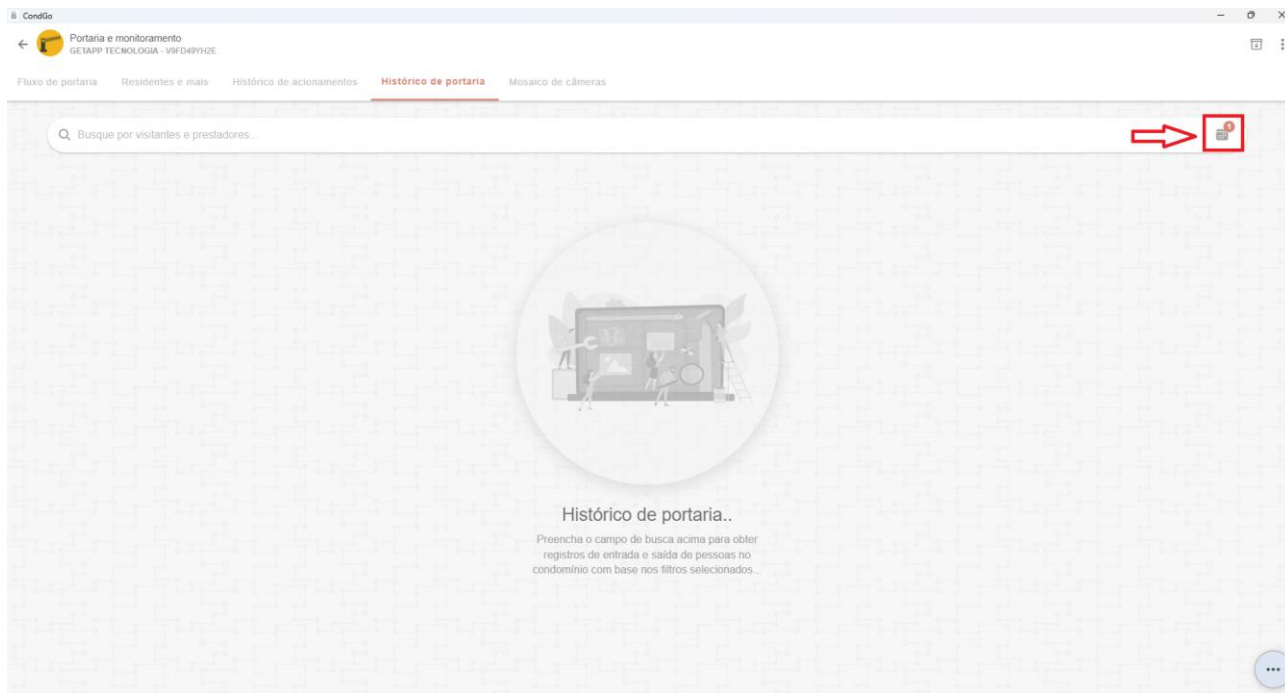 CondGo
Portaria e monitoramento
GETAPP TECNOLOGIA - V9FD49YH2E
Fluxo de portaria Residentes e mais Histórico de acionamentos Histórico de portaria Mosaico de câmeras
Busque por visitantes e prestadores...
1
Histórico de portaria..
Preencha o campo de busca acima para obter
registros de entrada e saída de pessoas no
condomínio com base nos filtros selecionados...